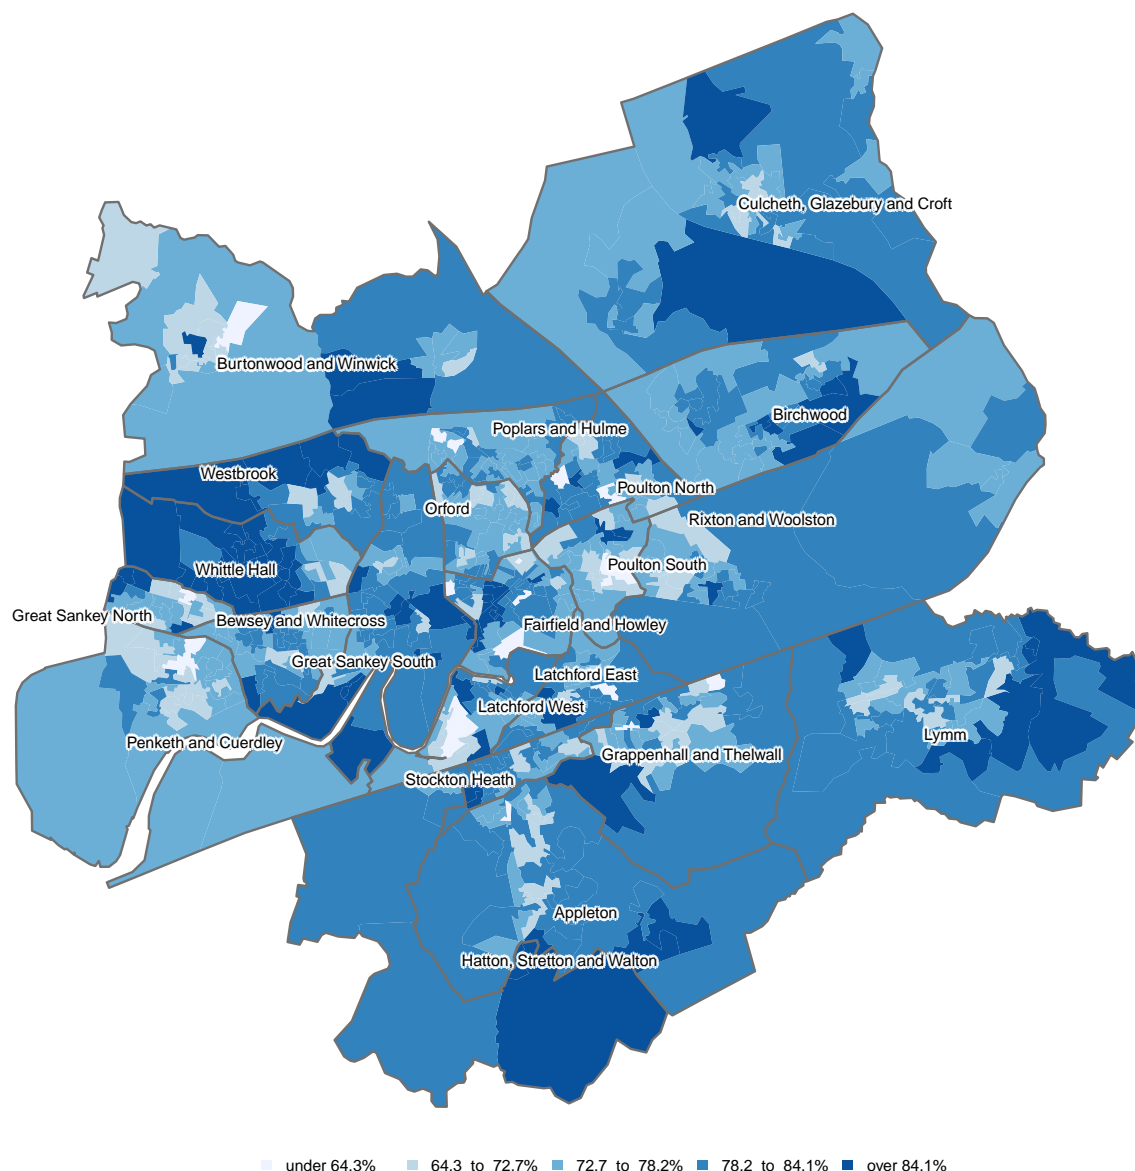 Culcheth, Glazebury and Croft
Burtonwood and Winwick
Birchwood
Poplars and Hulme
Westbrook
Poulton North
Orford
Rixton and Woolston
Whittle Hall
Poulton South
Great Sankey North
Bewsey and Whitecross
Fairfield and Howley
Great Sankey South
Latchford East
Latchford West
Lymm
Penketh and Cuerdley
Grappenhall and Thelwall
Stockton Heath
Appleton
Hatton, Stretton and Walton
under 64.3% 64.3 to 72.7% 72.7 to 78.2% 78.2 to 84.1% over 84.1%